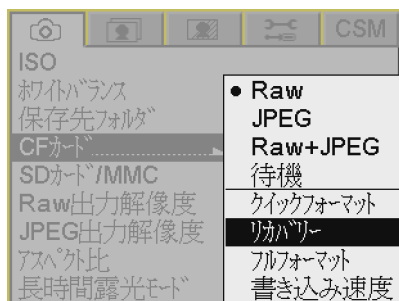 CSM
ISO
ﾎﾜｲﾄﾊﾞﾗﾝｽ
保存先ﾌｫﾙﾀﾞ
CFｶｰﾄﾞ
SDｶｰﾄﾞ/MMC
Raw出力解像度
JPEG出力解像度
ｱｽﾍﾟｸﾄ比
長時間露光ﾓｰﾄﾞ
Raw
JPEG
Raw+JPEG
待機
ｸｲｯｸﾌｫｰﾏｯﾄ
ﾘｶﾊﾞﾘｰ
ﾌﾙﾌｫｰﾏｯﾄ
書き込み速度